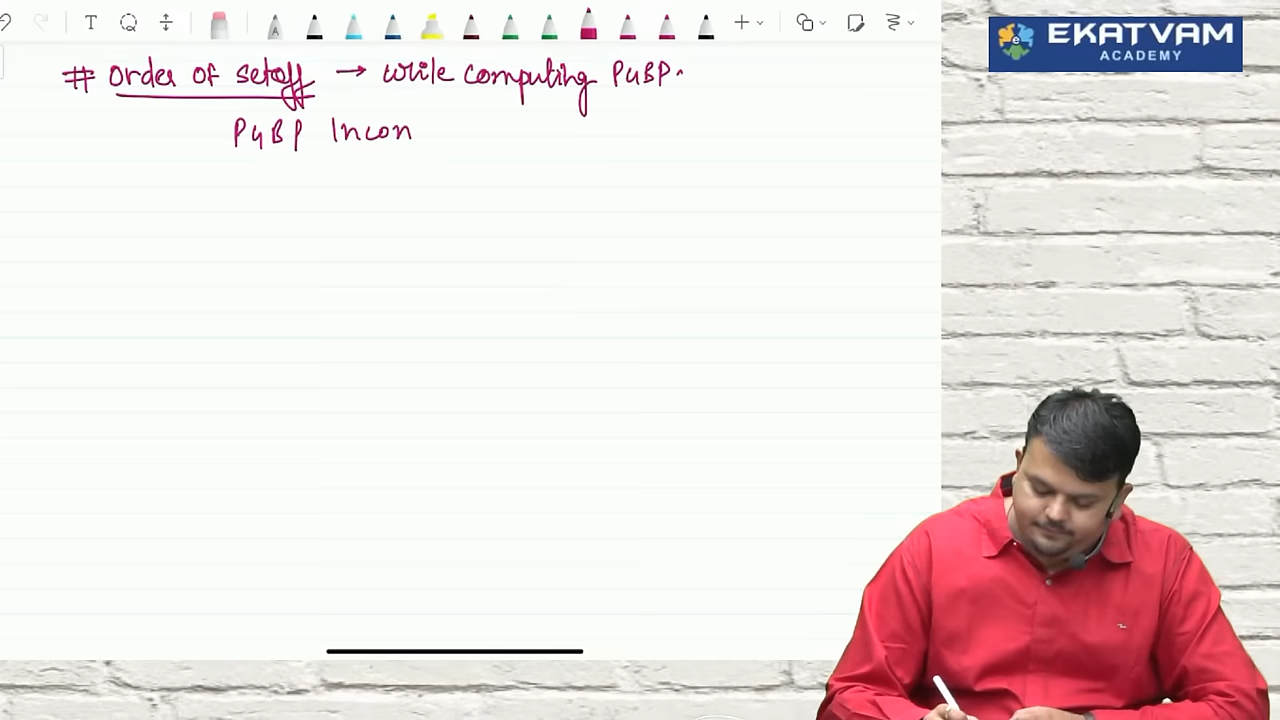 EKATVAM
ACADEMY
# Order of setoff → while computing PGBP.
PGBP Incom